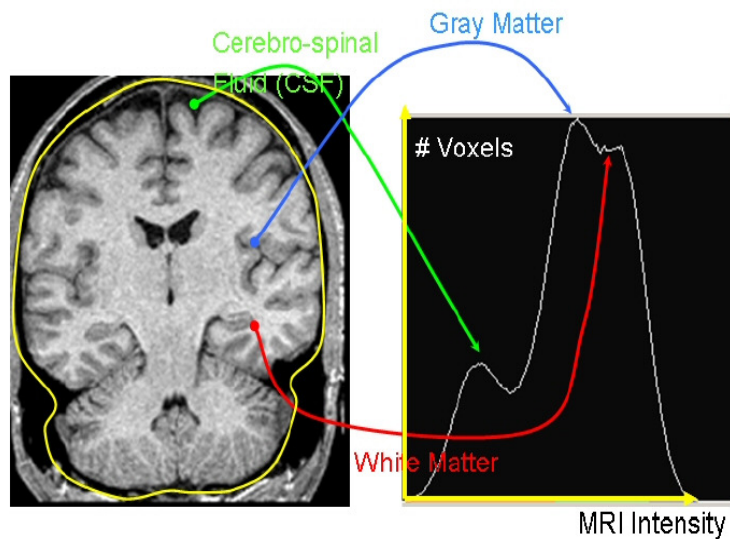 Gray Matter
Cerebro-spinal
Fluid (CSF)
# Voxels
White Matter
MRI Intensity